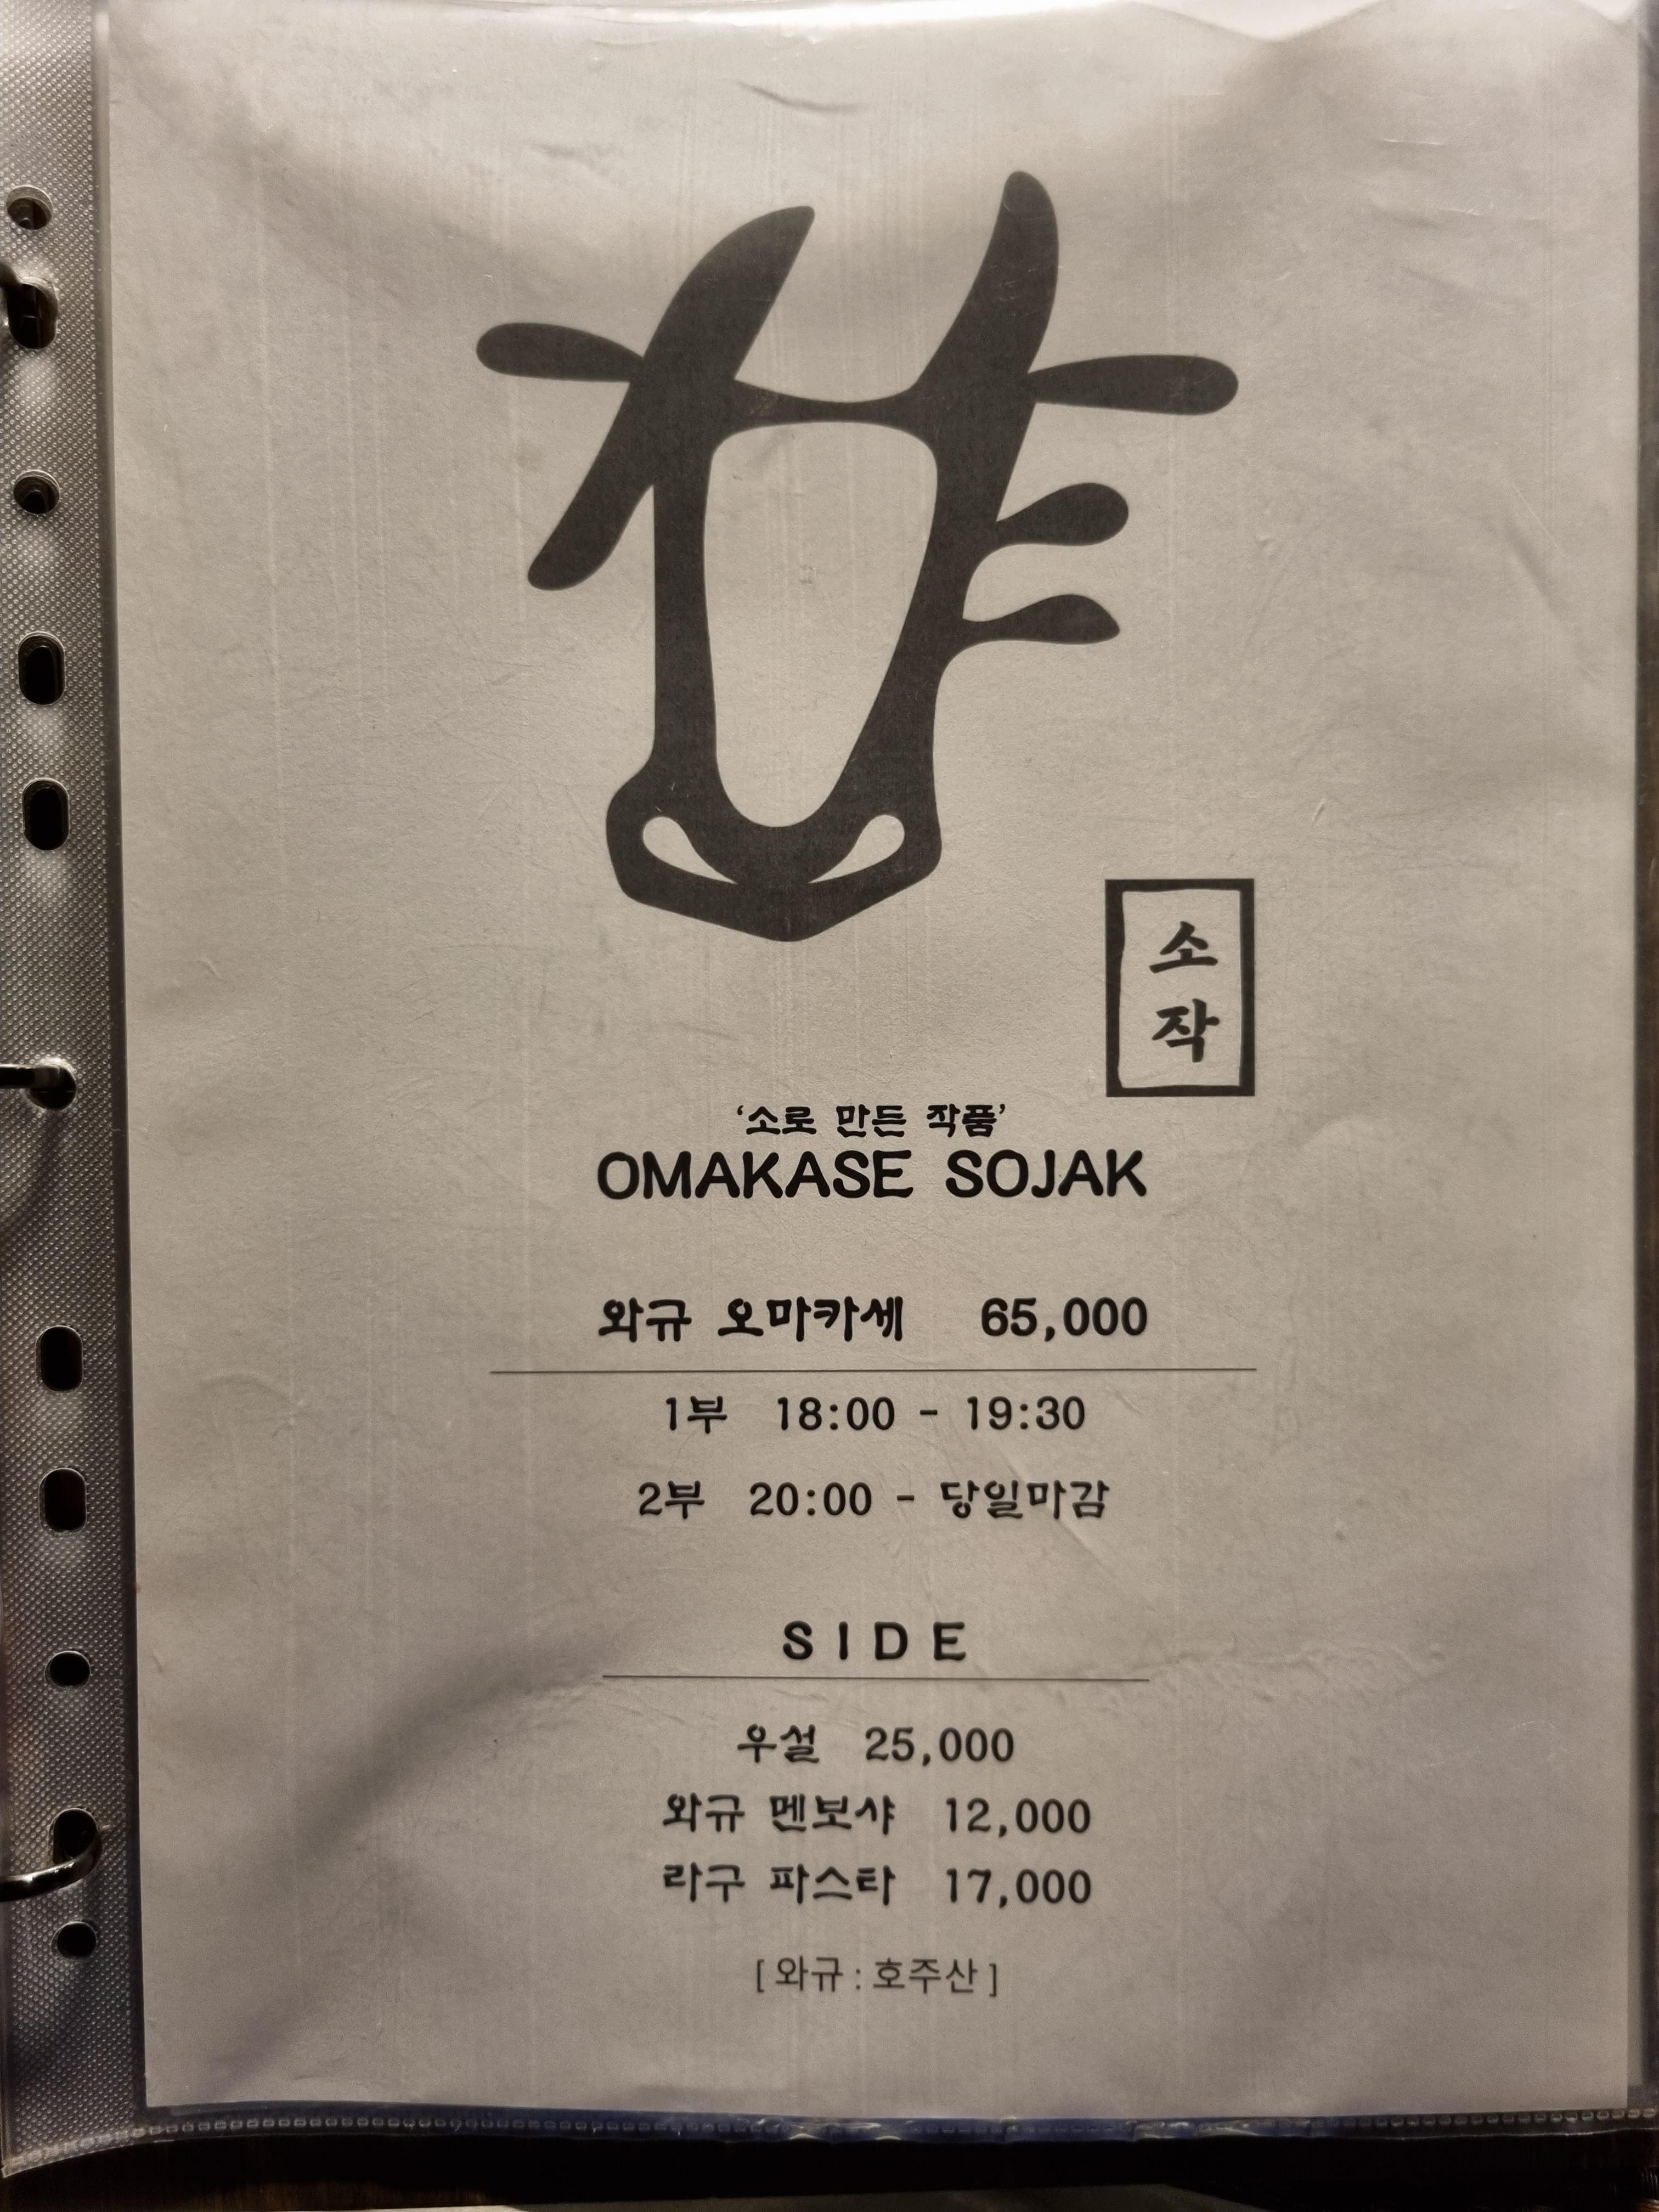 소
작
‘소로 만든 작품’
OMAKASE SOJAK
와규 오마카세 65,000
1부 18:00 - 19:30
2부 20:00 - 당일마감
SIDE
우설 25,000
와규 멘보샤 12,000
라구 파스타 17,000
[ 와규 : 호주산 ]